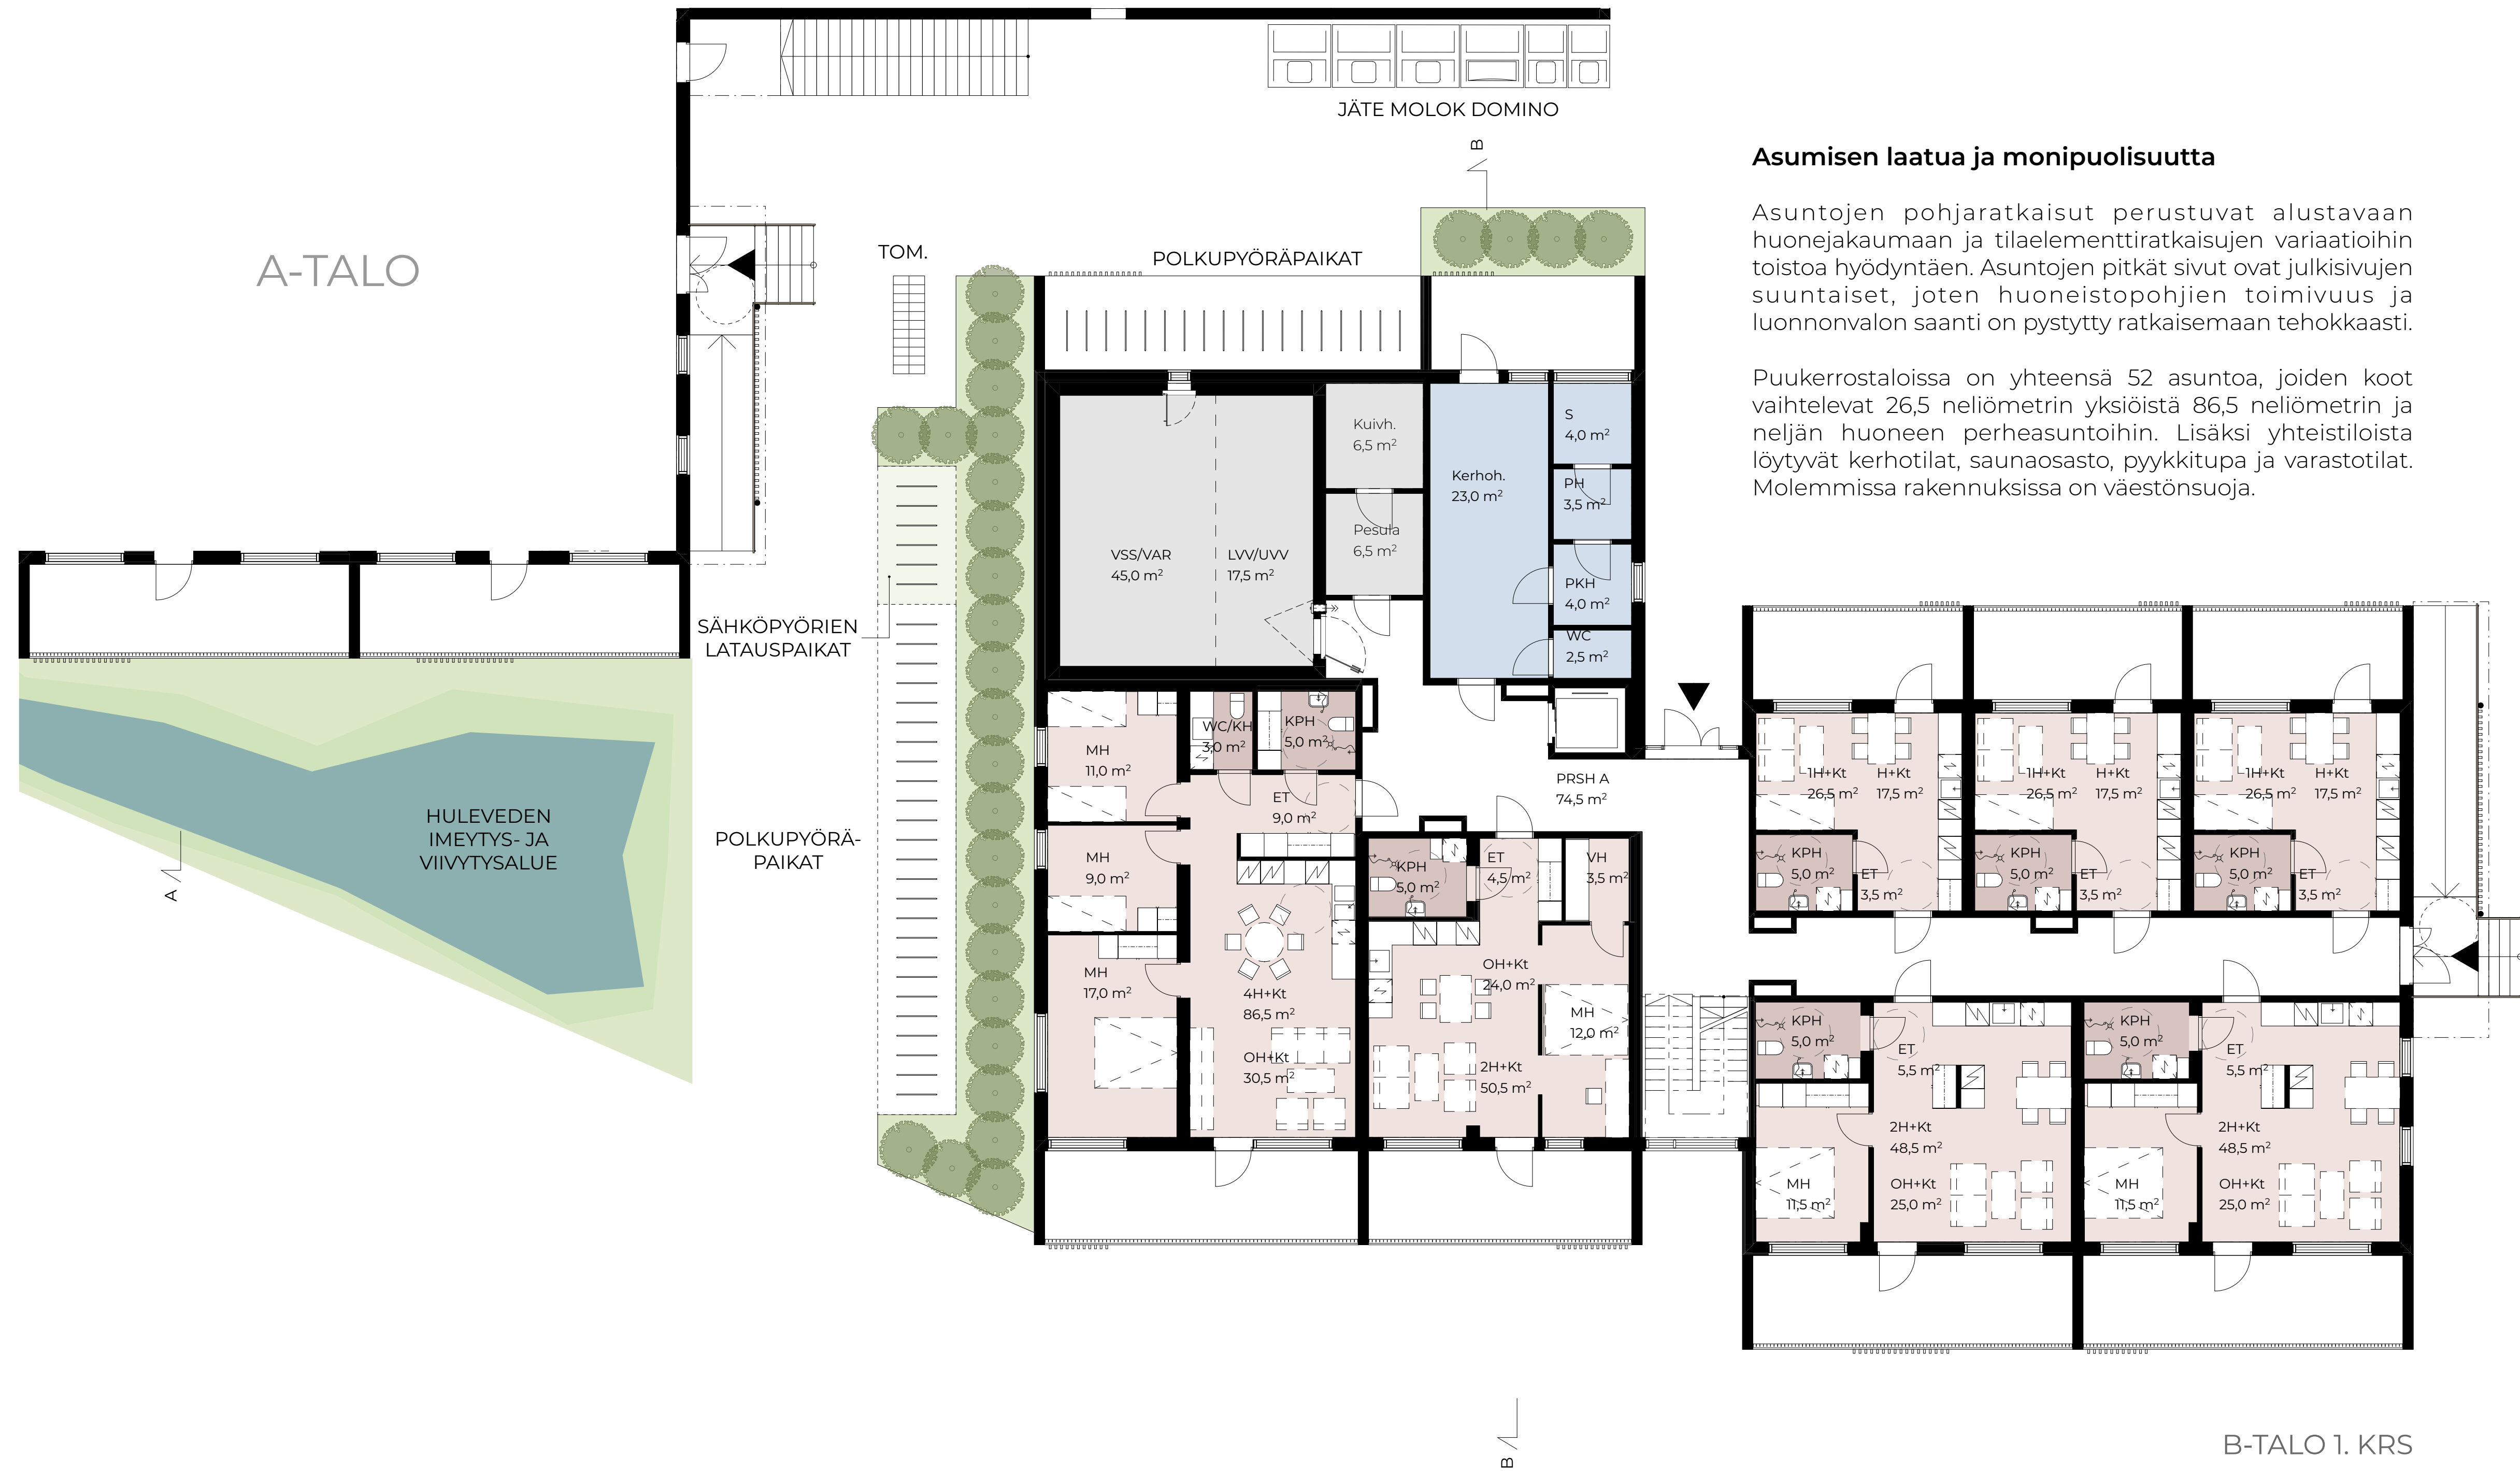 JÄTE MOLOK DOMINO
B
Asumisen laatua ja monipuolisuutta
Asuntojen pohjaratkaisut perustuvat alustavaan
huonejakaumaan ja tilaelementtiratkaisujen variaatioihin
toistoa hyödyntäen. Asuntojen pitkät sivut ovat julkisivujen
suuntaiset, joten huoneistopohjien toimivuus ja
luonnonvalon saanti on pystytty ratkaisemaan tehokkaasti.
Puukerrostaloissa on yhteensä 52 asuntoa, joiden koot
vaihtelevat 26,5 neliömetrin yksiöistä 86,5 neliömetrin ja
neljän huoneen perheasuntoihin. Lisäksi yhteistiloista
löytyvät kerhotilat, saunaosasto, pyykkitupa ja varastotilat.
Molemmissa rakennuksissa on väestönsuoja.
A-TALO
TOM.
POLKUPYÖRÄPAIKAT
Kuivh.
6,5 m²
S
4,0 m²
Kerhoh.
23,0 m²
PH
3,5 m²
Pesula
6,5 m²
VSS/VAR
45,0 m²
LVV/UVV
17,5 m²
PKH
4,0 m²
WC
2,5 m²
SÄHKÖPYÖRIEN
LATAUSPAIKAT
HULEVEDEN
IMEYTYS- JA
VIIVYTYSALUE
A
POLKUPYÖRÄ-
PAIKAT
MH
11,0 m²
WC/KH
3,0 m²
KPH
5,0 m²
ET
9,0 m²
MH
9,0 m²
MH
17,0 m²
4H+Kt
86,5 m²
OH+Kt
30,5 m²
PRSH A
74,5 m²
KPH
5,0 m²
ET
4,5 m²
VH
3,5 m²
OH+Kt
24,0 m²
MH
12,0 m²
2H+Kt
50,5 m²
1H+Kt
26,5 m²
H+Kt
17,5 m²
KPH
5,0 m²
ET
3,5 m²
1H+Kt
26,5 m²
H+Kt
17,5 m²
KPH
5,0 m²
ET
3,5 m²
1H+Kt
26,5 m²
H+Kt
17,5 m²
KPH
5,0 m²
ET
3,5 m²
KPH
5,0 m²
ET
5,5 m²
2H+Kt
48,5 m²
MH
11,5 m²
OH+Kt
25,0 m²
KPH
5,0 m²
ET
5,5 m²
2H+Kt
48,5 m²
MH
11,5 m²
OH+Kt
25,0 m²
B
B-TALO 1. KRS